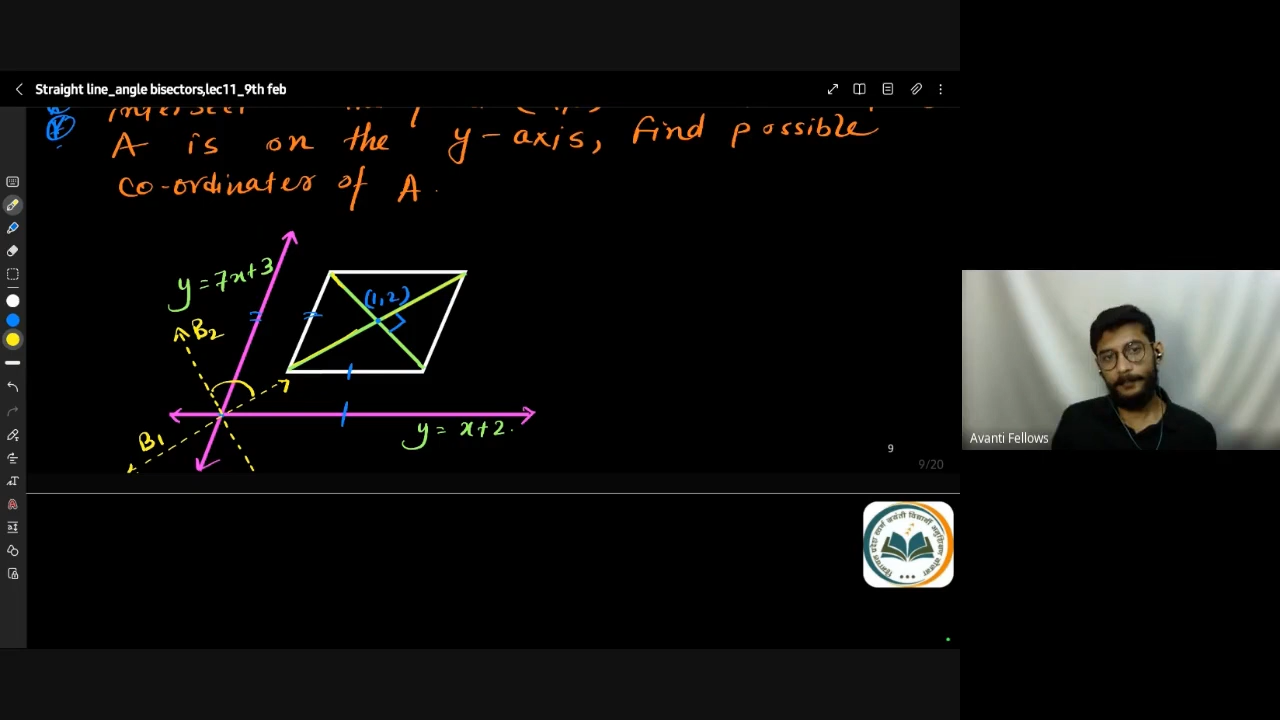 Straight line_angle bisectors,lec11_9th feb
A is on the y-axis, Find possible
co-ordinates of A.
y = 7x+3
(1,2)
B2
B1
y = x+2.
9
9/20
Avanti Fellows